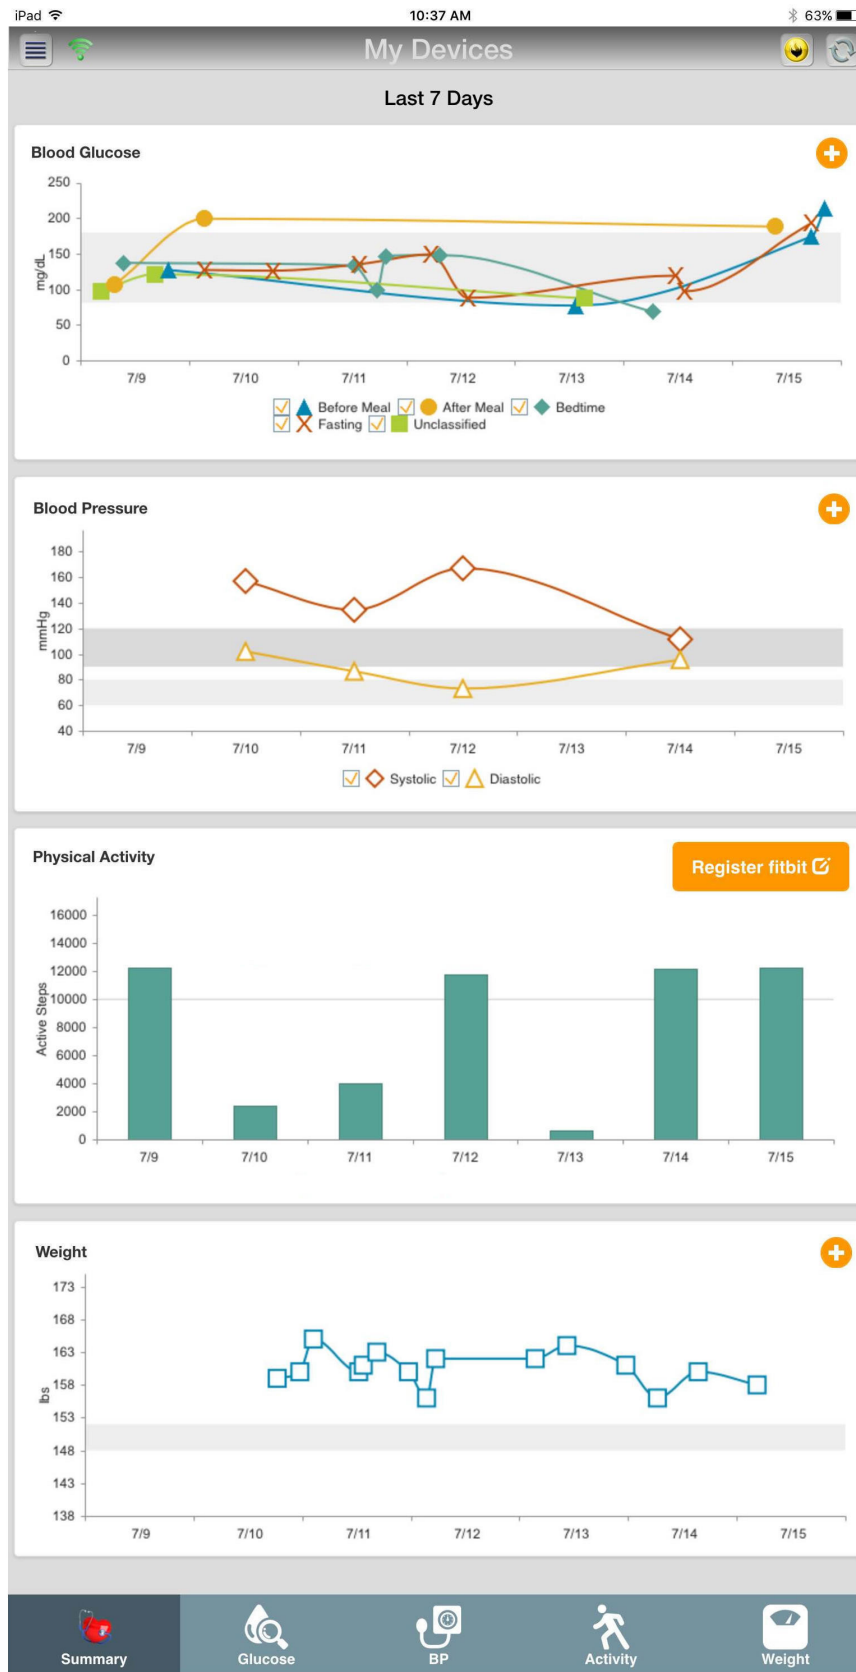 iPad 10:37 AM 63%
My Devices
Last 7 Days
Blood Glucose
250
200
150
100
50
0
mg/dL
7/9 7/10 7/11 7/12 7/13 7/14 7/15
Before Meal After Meal Bedtime
Fasting Unclassified
Blood Pressure
180
160
140
120
100
80
60
40
mmHg
7/9 7/10 7/11 7/12 7/13 7/14 7/15
Systolic Diastolic
Physical Activity
Register fitbit
16000
14000
12000
10000
8000
6000
4000
2000
0
Active Steps
7/9 7/10 7/11 7/12 7/13 7/14 7/15
Weight
173
168
163
158
153
148
143
138
lbs
7/9 7/10 7/11 7/12 7/13 7/14 7/15
Summary Glucose BP Activity Weight